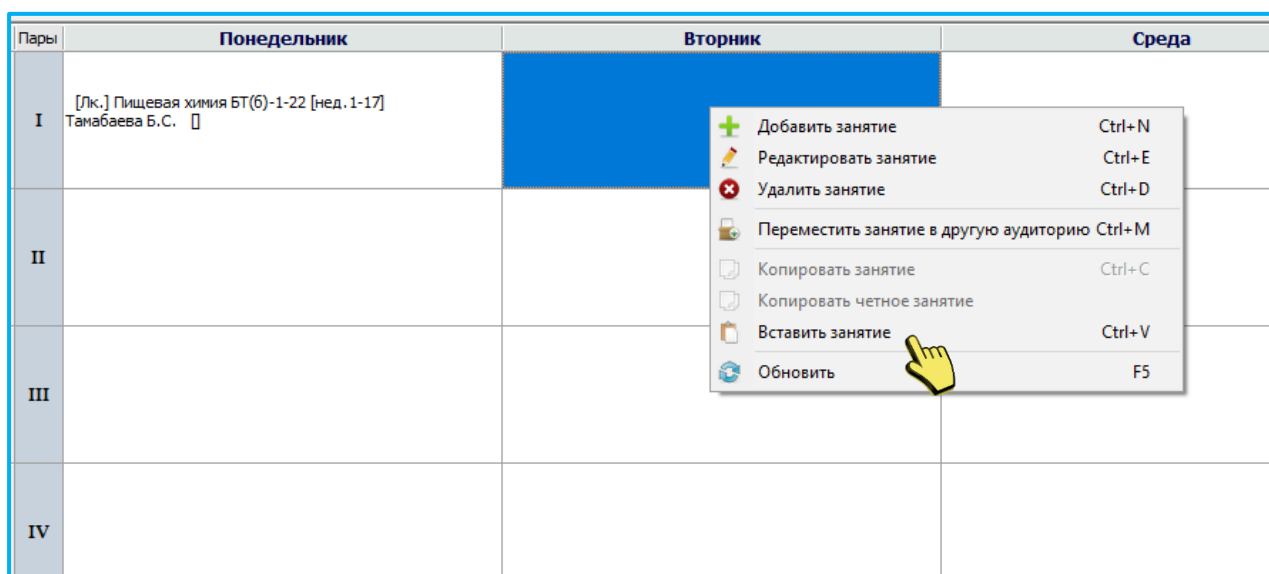 Пары Понедельник Вторник Среда
I
[Лк.] Пищевая химия БТ(б)-1-22 [нед.1-17]
Тамабаева Б.С. []
Добавить занятие Ctrl+N
Редактировать занятие Ctrl+E
Удалить занятие Ctrl+D
Переместить занятие в другую аудиторию Ctrl+M
II
Копировать занятие Ctrl+C
Копировать четное занятие
Вставить занятие Ctrl+V
Обновить F5
III
IV